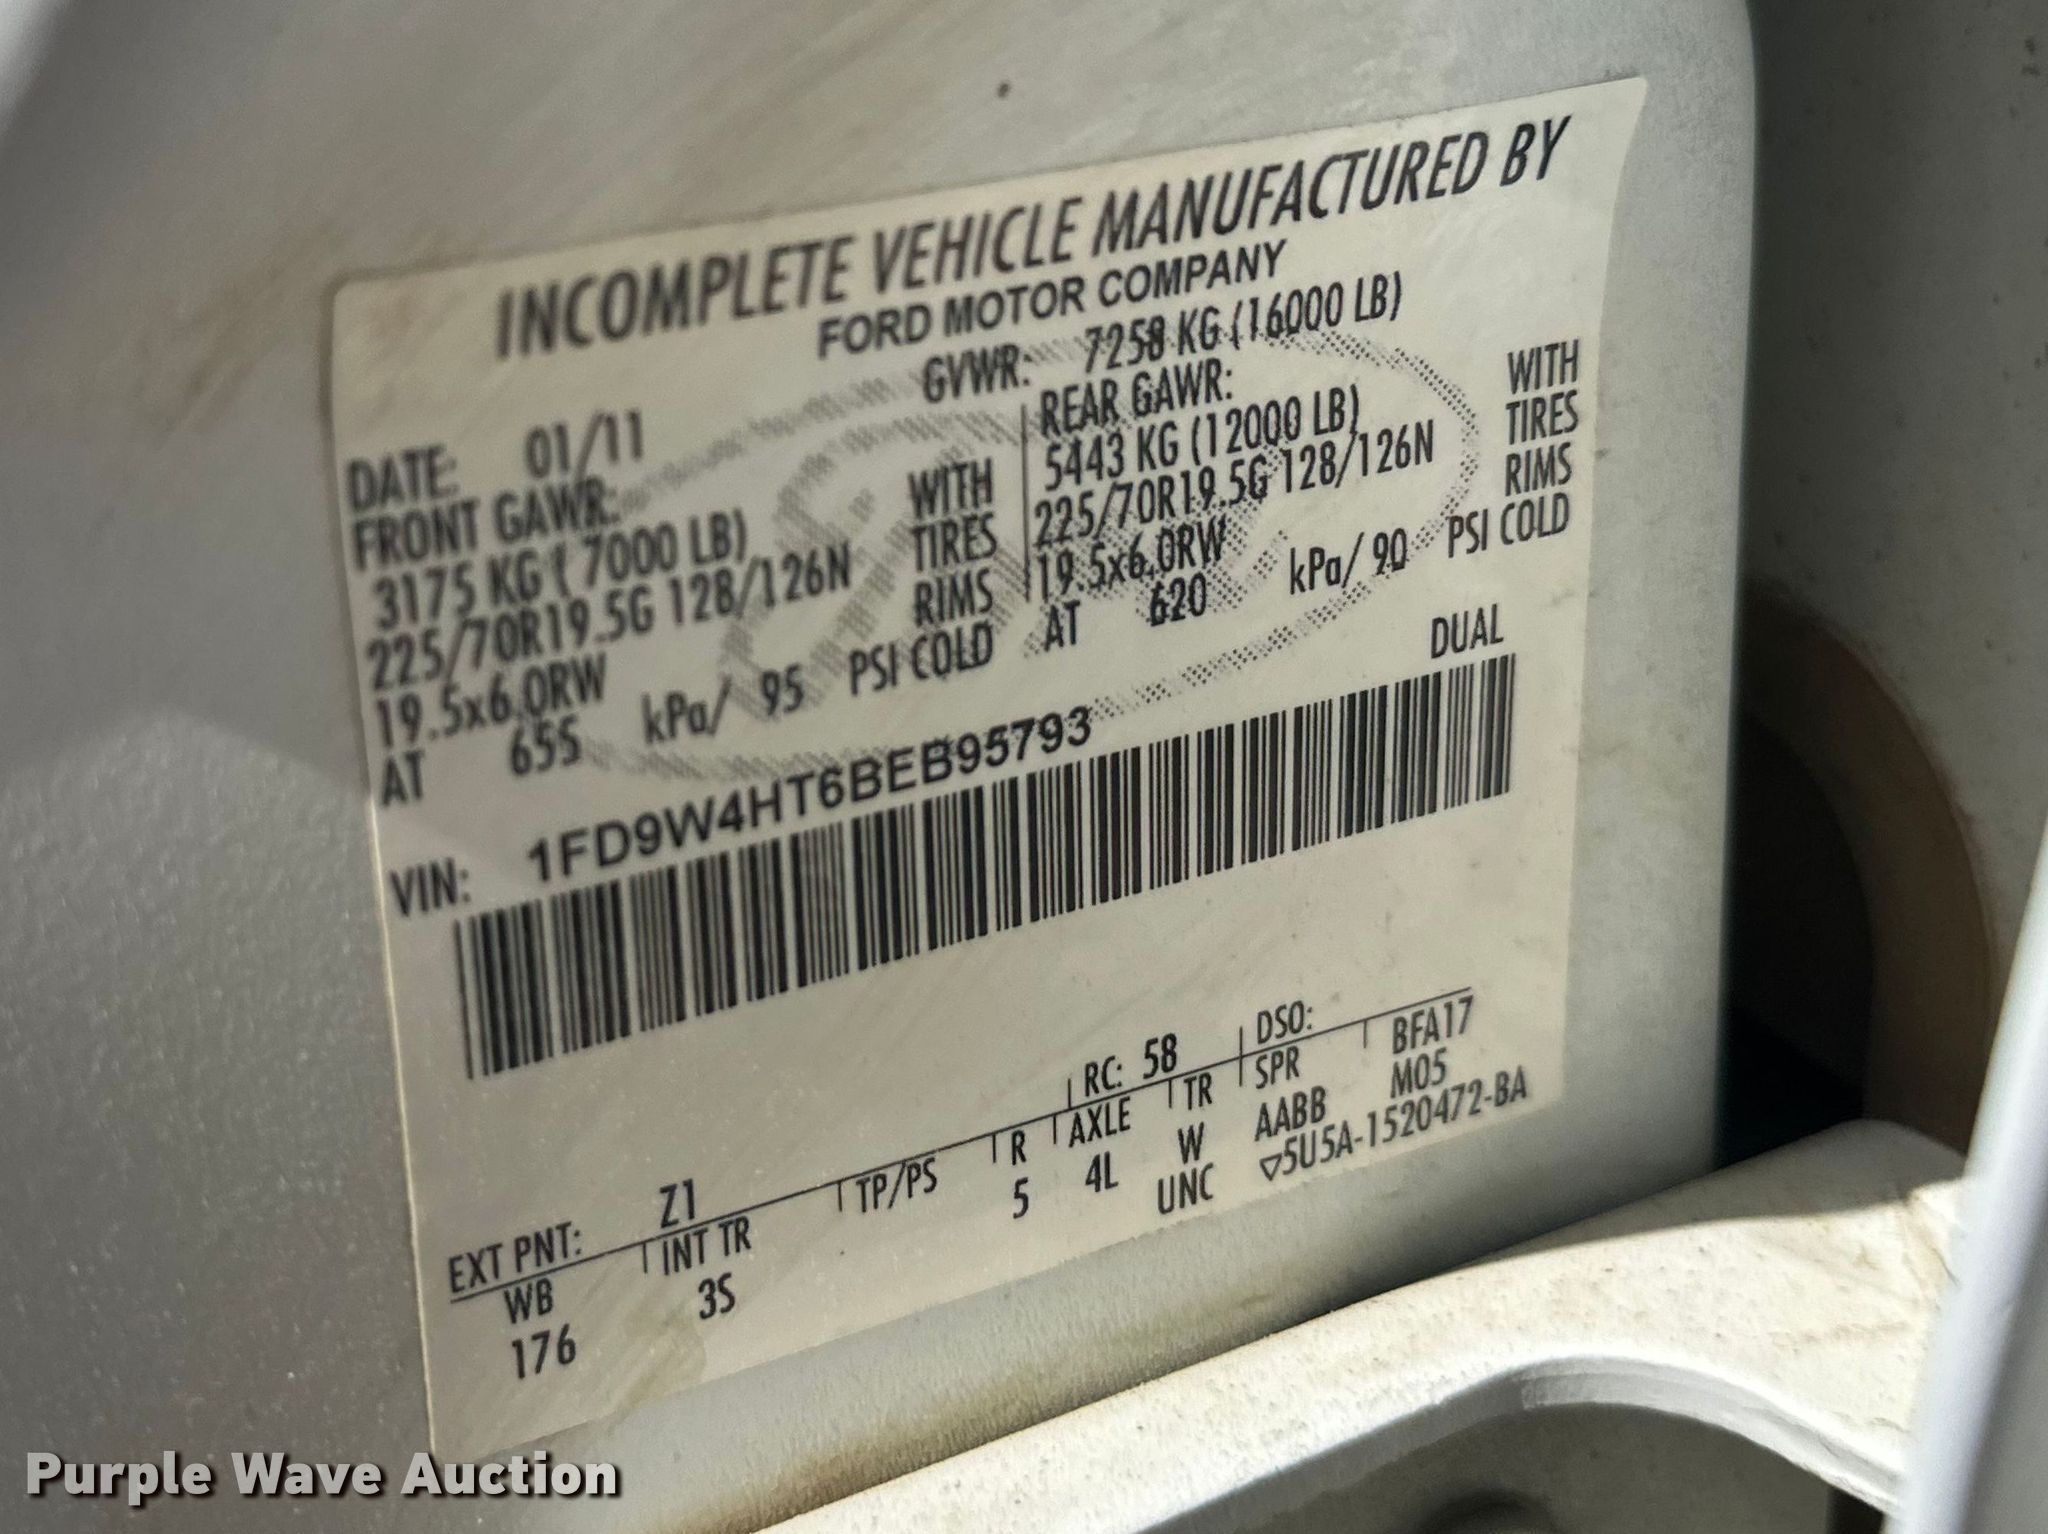 INCOMPLETE VEHICLE MANUFACTURED BY
FORD MOTOR COMPANY
DATE: 01/11 GVWR: 7258 KG (16000 LB)
FRONT GAWR: REAR GAWR:
3175 KG ( 7000 LB) WITH 5443 KG (12000 LB) WITH
225/70R19.5G 128/126N TIRES 225/70R19.5G 128/126N TIRES
19.5x6.0RW RIMS 19.5x6.0RW RIMS
AT 655 kPa/ 95 PSI COLD AT 620 kPa/ 90 PSI COLD
DUAL
VIN: 1FD9W4HT6BEB95793
EXT PNT: Z1 RC: 58 DSO:
WB INT TR TP/PS R AXLE TR SPR BFA17
176 3S 5 4L W AABB M05
UNC ▽5U5A-1520472-BA
Purple Wave Auction